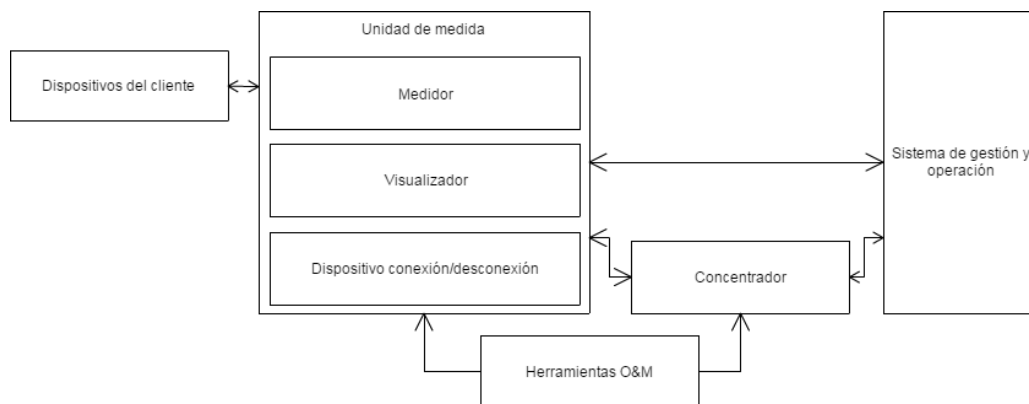 Unidad de medida
Dispositivos del cliente
Medidor
Visualizador
Dispositivo conexión/desconexión
Sistema de gestión y
operación
Concentrador
Herramientas O&M